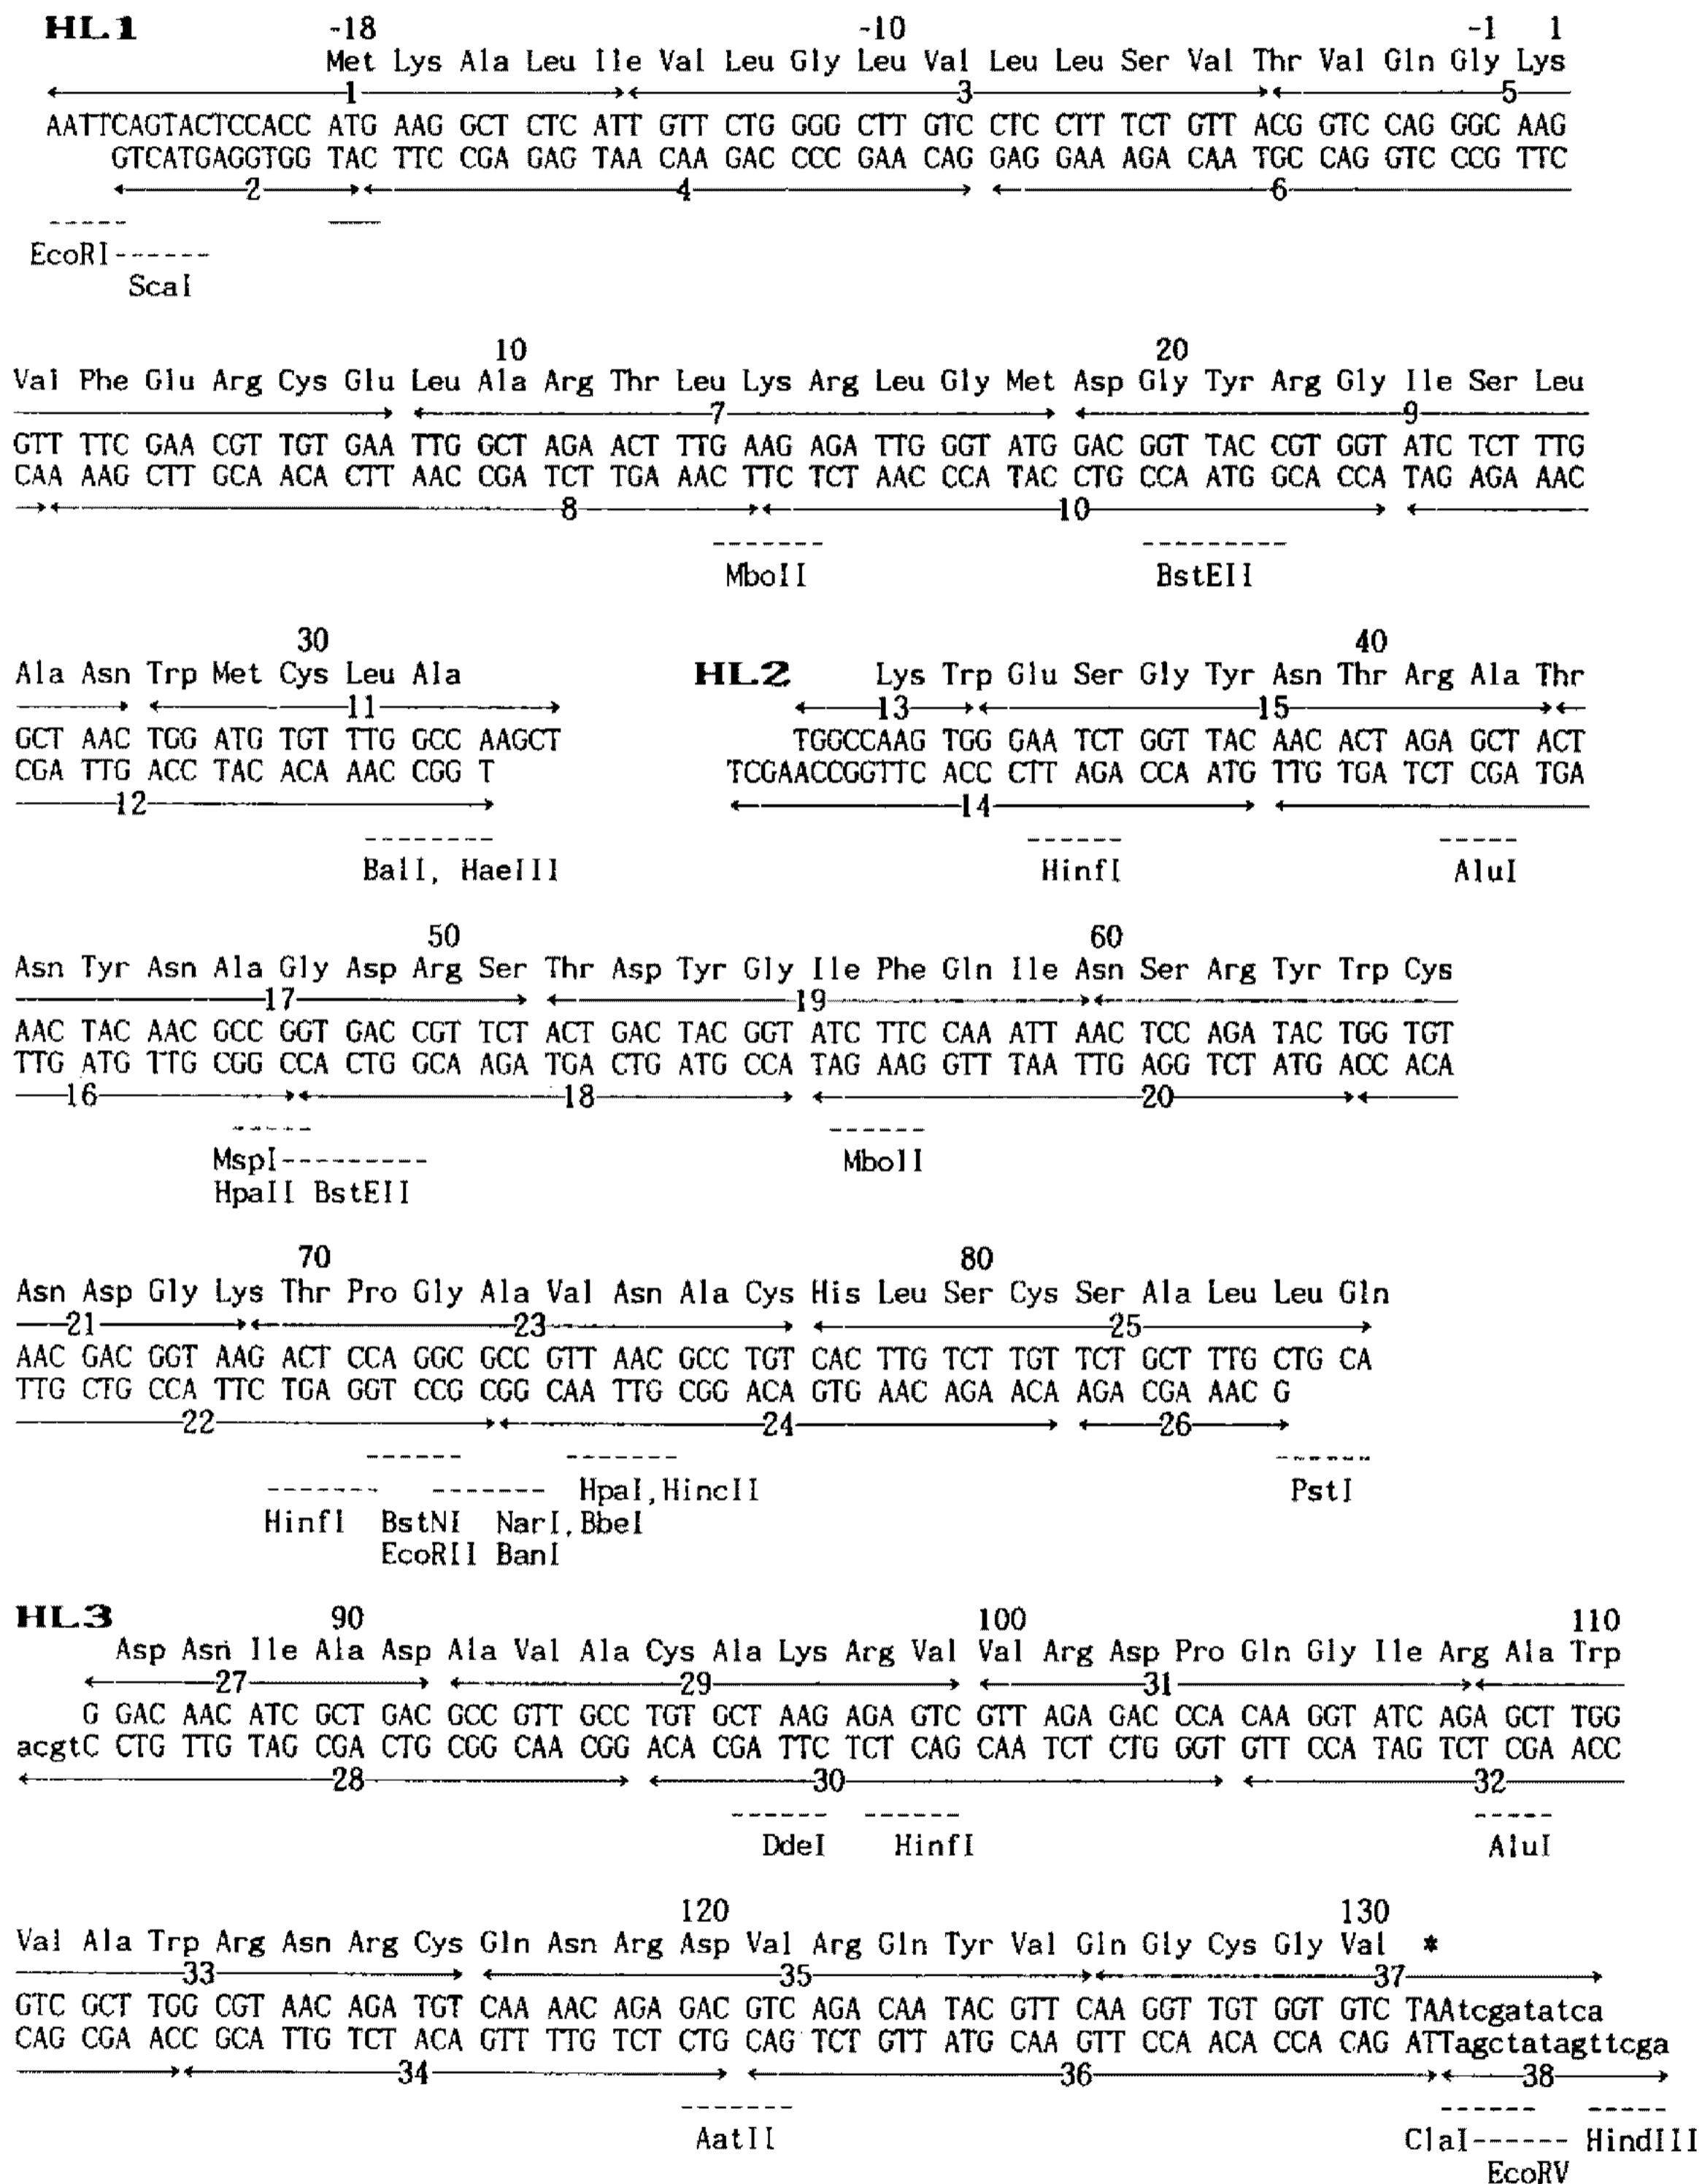 HL1 -18 -10 -1 1
Met Lys Ala Leu Ile Val Leu Gly Leu Val Leu Leu Ser Val Thr Val Gln Gly Lys
1 3 5
AATTCAGTACTCCACC ATG AAG GCT CTC ATT GTT CTG GGG CTT GTC CTC CTT TCT GTT ACG GTC CAG GGC AAG
GTCATGAGGTGG TAC TTC CGA GAG TAA CAA GAC CCC GAA CAG GAG GAA AGA CAA TGC CAG GTC CCG TTC
2 4 6
EcoRI
ScaI
10 20
Val Phe Glu Arg Cys Glu Leu Ala Arg Thr Leu Lys Arg Leu Gly Met Asp Gly Tyr Arg Gly Ile Ser Leu
7 9
GTT TTC GAA CGT TGT GAA TTG GCT AGA ACT TTG AAG AGA TTG GGT ATG GAC GGT TAC CGT GGT ATC TCT TTG
CAA AAG CTT GCA ACA CTT AAC CGA TCT TGA AAC TTC TCT AAC CCA TAC CTG CCA ATG GCA CCA TAG AGA AAC
8 10
MboII BstEII
30 40
Ala Asn Trp Met Cys Leu Ala HL2 Lys Trp Glu Ser Gly Tyr Asn Thr Arg Ala Thr
11 13 15
GCT AAC TGG ATG TGT TTG GCC AAGCT TGGCCAAG TGG GAA TCT GGT TAC AAC ACT AGA GCT ACT
CGA TTG ACC TAC ACA AAC CGG T TCGAACCGGTTC ACC CTT AGA CCA ATG TTG TGA TCT CGA TGA
12 14
BalI, HaeIII HinfI AluI
50 60
Asn Tyr Asn Ala Gly Asp Arg Ser Thr Asp Tyr Gly Ile Phe Gln Ile Asn Ser Arg Tyr Trp Cys
17 19
AAC TAC AAC GCC GGT GAC CGT TCT ACT GAC TAC GGT ATC TTC CAA ATT AAC TCC AGA TAC TGG TGT
TTG ATG TTG CGG CCA CTG GCA AGA TGA CTG ATG CCA TAG AAG GTT TAA TTG AGG TCT ATG ACC ACA
16 18 20
MspI MboII
HpaII BstEII
70 80
Asn Asp Gly Lys Thr Pro Gly Ala Val Asn Ala Cys His Leu Ser Cys Ser Ala Leu Leu Gln
21 23 25
AAC GAC GGT AAG ACT CCA GGC GCC GTT AAC GCC TGT CAC TTG TCT TGT TCT GCT TTG CTG CA
TTG CTG CCA TTC TGA GGT CCG CGG CAA TTG CGG ACA GTG AAC AGA ACA AGA CGA AAC G
22 24 26
HpaI,HincII PstI
HinfI BstNI NarI,BbeI
EcoRII BanI
HL3 90 100 110
Asp Asn Ile Ala Asp Ala Val Ala Cys Ala Lys Arg Val Val Arg Asp Pro Gln Gly Ile Arg Ala Trp
27 29 31
G GAC AAC ATC GCT GAC GCC GTT GCC TGT GCT AAG AGA GTC GTT AGA GAC CCA CAA GGT ATC AGA GCT TGG
acgtC CTG TTG TAG CGA CTG CGG CAA CGG ACA CGA TTC TCT CAG CAA TCT CTG GGT GTT CCA TAG TCT CGA ACC
28 30 32
DdeI HinfI AluI
120 130
Val Ala Trp Arg Asn Arg Cys Gln Asn Arg Asp Val Arg Gln Tyr Val Gln Gly Cys Gly Val *
33 35 37
GTC GCT TGG CGT AAC AGA TGT CAA AAC AGA GAC GTC AGA CAA TAC GTT CAA GGT TGT GGT GTC TAAtcgatatca
CAG CGA ACC GCA TTG TCT ACA GTT TTG TCT CTG CAG TCT GTT ATG CAA GTT CCA ACA CCA CAG ATTagctatagttcga
34 36 38
AatII ClaI HindIII
EcoRV